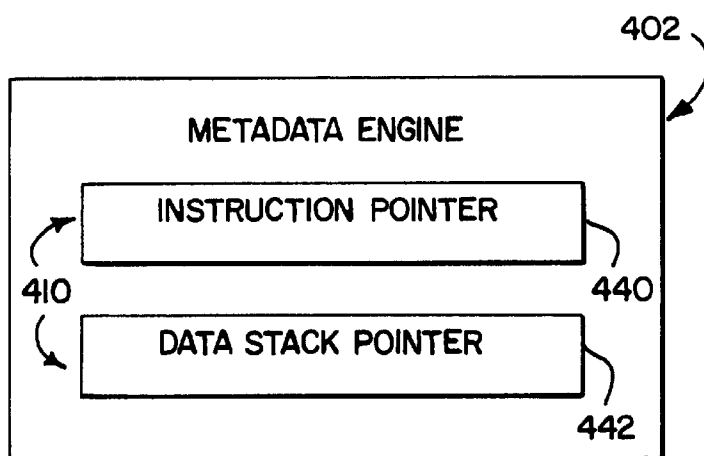 402
METADATA ENGINE
INSTRUCTION POINTER
410
440
DATA STACK POINTER
442